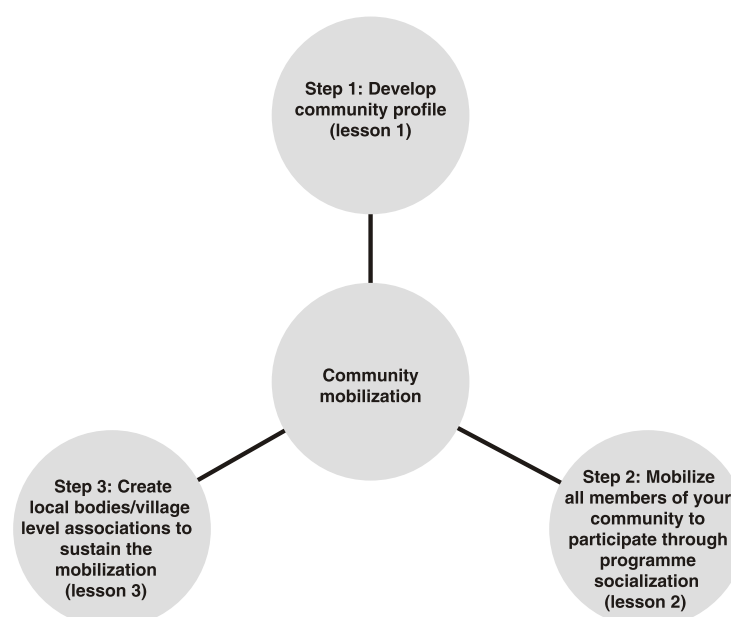 Step 1: Develop
community profile
(lesson 1)
Community
mobilization
Step 2: Mobilize
all members of your
community to
participate through
programme
socialization
(lesson 2)
Step 3: Create
local bodies/village
level associations to
sustain the
mobilization
(lesson 3)